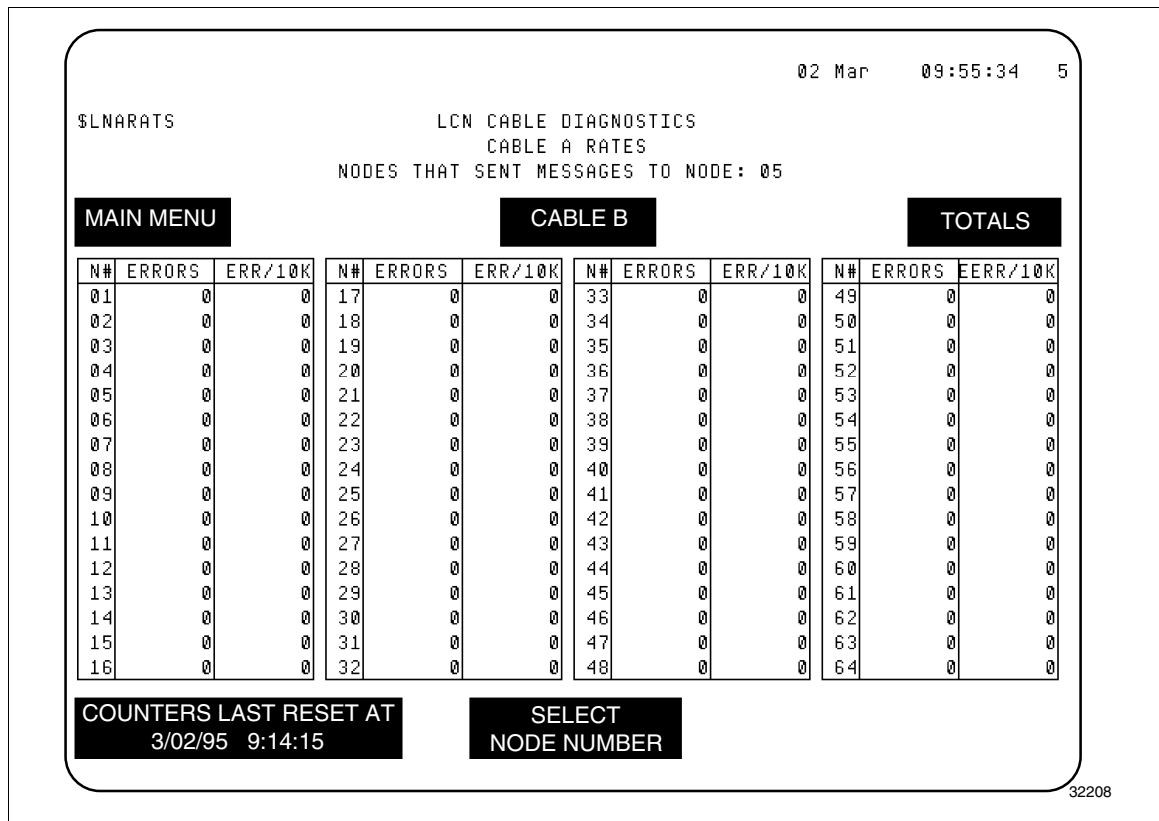 02 Mar 09:55:34 5
$LNARATS LCN CABLE DIAGNOSTICS
CABLE A RATES
NODES THAT SENT MESSAGES TO NODE: 05
MAIN MENU CABLE B TOTALS
N# ERRORS ERR/10K N# ERRORS ERR/10K N# ERRORS ERR/10K N# ERRORS EERR/10K
01 0 0 17 0 0 33 0 0 49 0 0
02 0 0 18 0 0 34 0 0 50 0 0
03 0 0 19 0 0 35 0 0 51 0 0
04 0 0 20 0 0 36 0 0 52 0 0
05 0 0 21 0 0 37 0 0 53 0 0
06 0 0 22 0 0 38 0 0 54 0 0
07 0 0 23 0 0 39 0 0 55 0 0
08 0 0 24 0 0 40 0 0 56 0 0
09 0 0 25 0 0 41 0 0 57 0 0
10 0 0 26 0 0 42 0 0 58 0 0
11 0 0 27 0 0 43 0 0 59 0 0
12 0 0 28 0 0 44 0 0 60 0 0
13 0 0 29 0 0 45 0 0 61 0 0
14 0 0 30 0 0 46 0 0 62 0 0
15 0 0 31 0 0 47 0 0 63 0 0
16 0 0 32 0 0 48 0 0 64 0 0
COUNTERS LAST RESET AT
3/02/95 9:14:15
SELECT
NODE NUMBER
32208